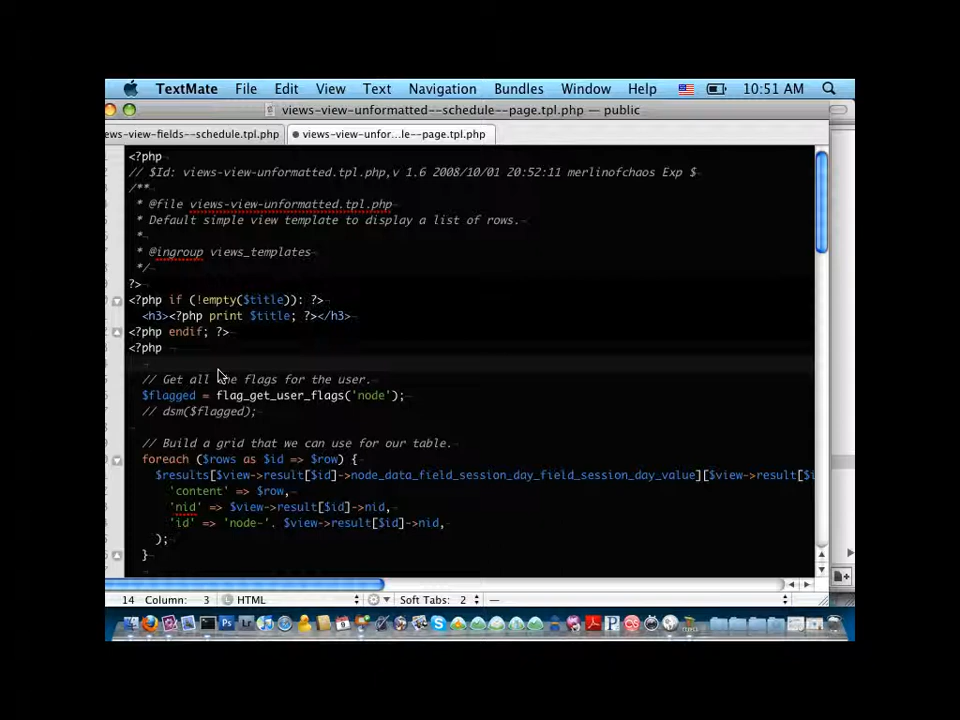 TextMate File Edit View Text Navigation Bundles Window Help 10:51 AM
views-view-unformatted--schedule--page.tpl.php — public
ews-view-fields--schedule.tpl.php views-view-unfor...le--page.tpl.php
<?php
// $Id: views-view-unformatted.tpl.php,v 1.6 2008/10/01 20:52:11 merlinofchaos Exp $
/**
* @file views-view-unformatted.tpl.php
* Default simple view template to display a list of rows.
*
* @ingroup views_templates
*/
?>
<?php if (!empty($title)): ?>
<h3><?php print $title; ?></h3>
<?php endif; ?>
<?php
// Get all the flags for the user.
$flagged = flag_get_user_flags('node');
// dsm($flagged);
// Build a grid that we can use for our table.
foreach ($rows as $id => $row) {
$results[$view->result[$id]->node_data_field_session_day_field_session_day_value][$view->result[$i
'content' => $row,
'nid' => $view->result[$id]->nid,
'id' => 'node-'. $view->result[$id]->nid,
);
}
14 Column: 3 HTML Soft Tabs: 2 —